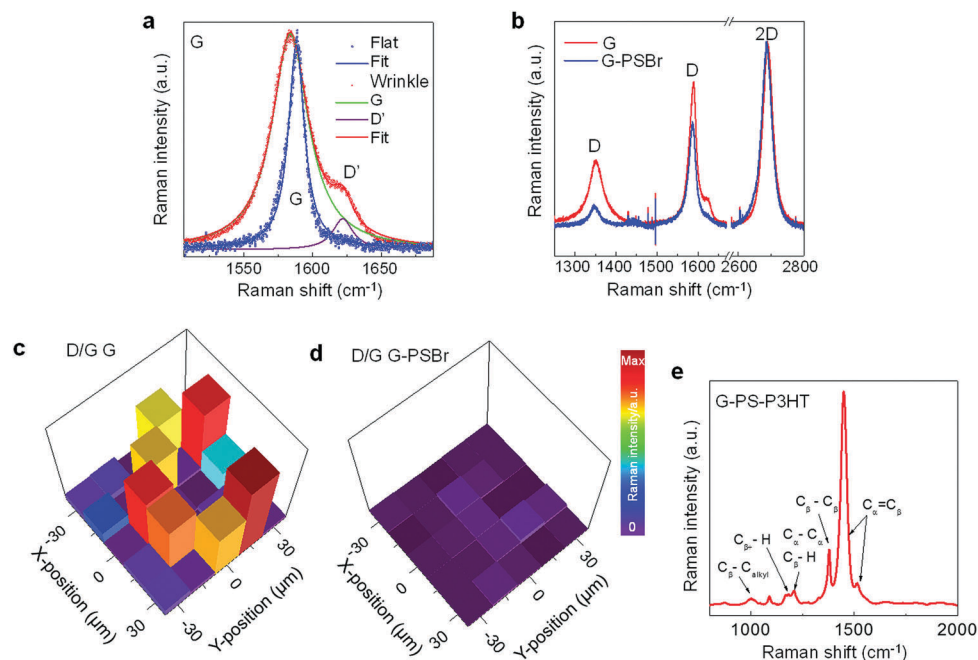 a
G
Flat
Fit
Wrinkle
G
D'
Fit
D'
G
Raman intensity (a.u.)
1550 1600 1650
Raman shift (cm-1)
b
G
G-PSBr
2D
D
D
Raman intensity (a.u.)
1300 1400 1500 1600 2600 2800
Raman shift (cm-1)
c
D/G G
-30
0
30
X-position (µm)
-30
0
30
Y-position (µm)
d
D/G G-PSBr
-30
0
30
X-position (µm)
-30
0
30
Y-position (µm)
Max
Raman intensity/a.u.
0
e
G-PS-P3HT
Raman intensity (a.u.)
Cβ - Cβ
Cα=Cβ
Cβ- - H
Cα - Cα
Cβ - H
Cβ - Calkyl
1000 1500 2000
Raman shift (cm-1)